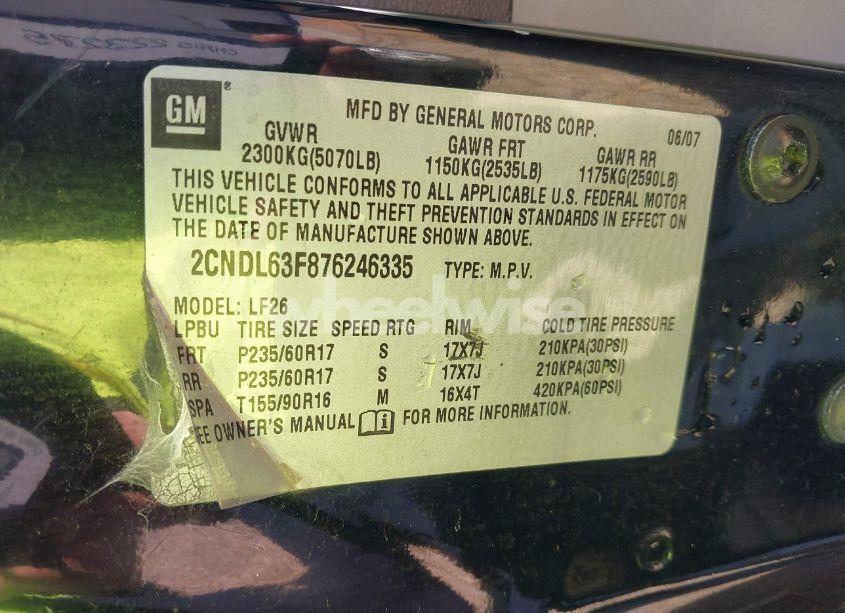 GM®
MFD BY GENERAL MOTORS CORP. 06/07
GVWR GAWR FRT GAWR RR
2300KG(5070LB) 1150KG(2535LB) 1175KG(2590LB)
THIS VEHICLE CONFORMS TO ALL APPLICABLE U.S. FEDERAL MOTOR
VEHICLE SAFETY AND THEFT PREVENTION STANDARDS IN EFFECT ON
THE DATE OF MANUFACTURE SHOWN ABOVE.
2CNDL63F876246335 TYPE: M.P.V.
MODEL: LF26
LPBU TIRE SIZE SPEED RTG RIM COLD TIRE PRESSURE
FRT P235/60R17 S 17X7J 210KPA(30PSI)
RR P235/60R17 S 17X7J 210KPA(30PSI)
SPA T155/90R16 M 16X4T 420KPA(60PSI)
EE OWNER'S MANUAL i FOR MORE INFORMATION.
wheelwise